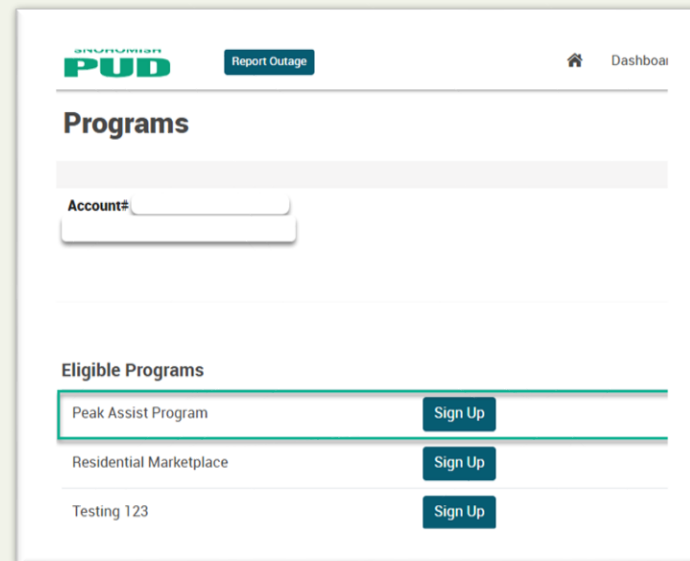 SNOHOMISH
PUD
Report Outage
Programs
Account#
Eligible Programs
Peak Assist Program Sign Up
Residential Marketplace Sign Up
Testing 123 Sign Up